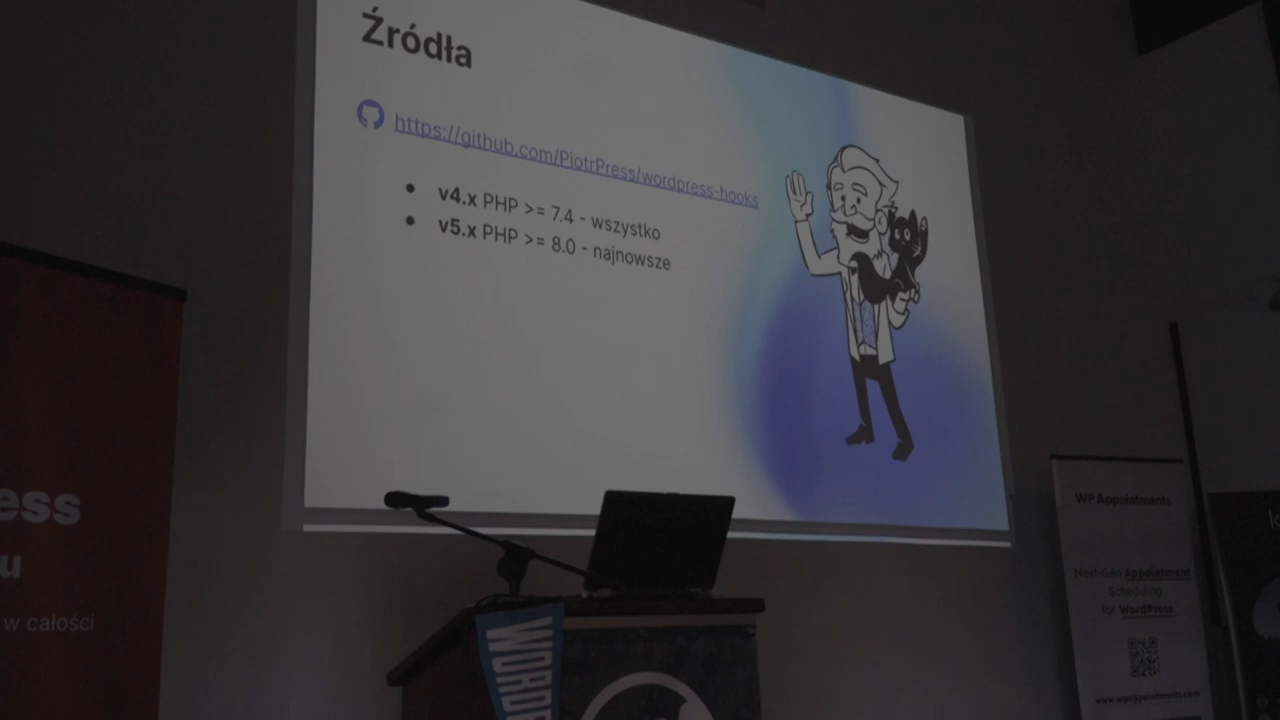 Źródła
https://github.com/PiotrPress/wordpress-hooks
v4.x PHP >= 7.4 - wszystko
v5.x PHP >= 8.0 - najnowsze
ess
u
w całości
WORDP
WP Appointments
Next-Gen Appointment
Scheduling
for WordPress
www.wpappointments.com